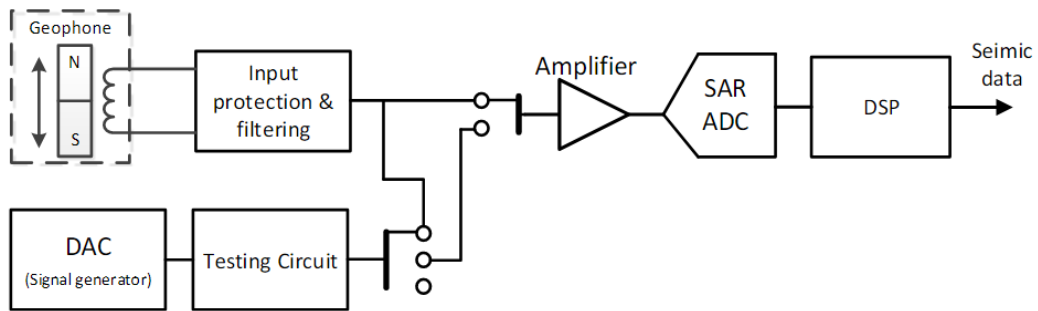 Geophone
N
S
Input
protection &
filtering
Amplifier
SAR
ADC
DSP
Seimic
data
DAC
(Signal generator)
Testing Circuit